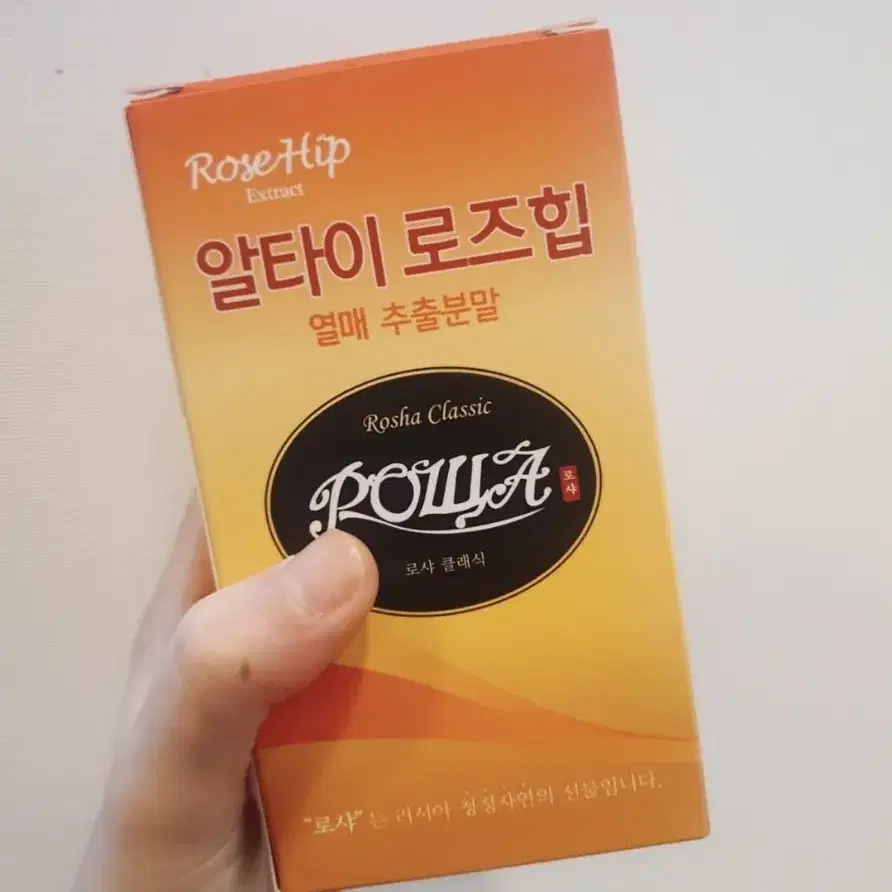 RoseHip
Extract
알타이 로즈힙
열매 추출분말
Rosha Classic
РОЩА
로샤
로샤 클래식
"로샤"는 러시아 청정자연의 선물입니다.